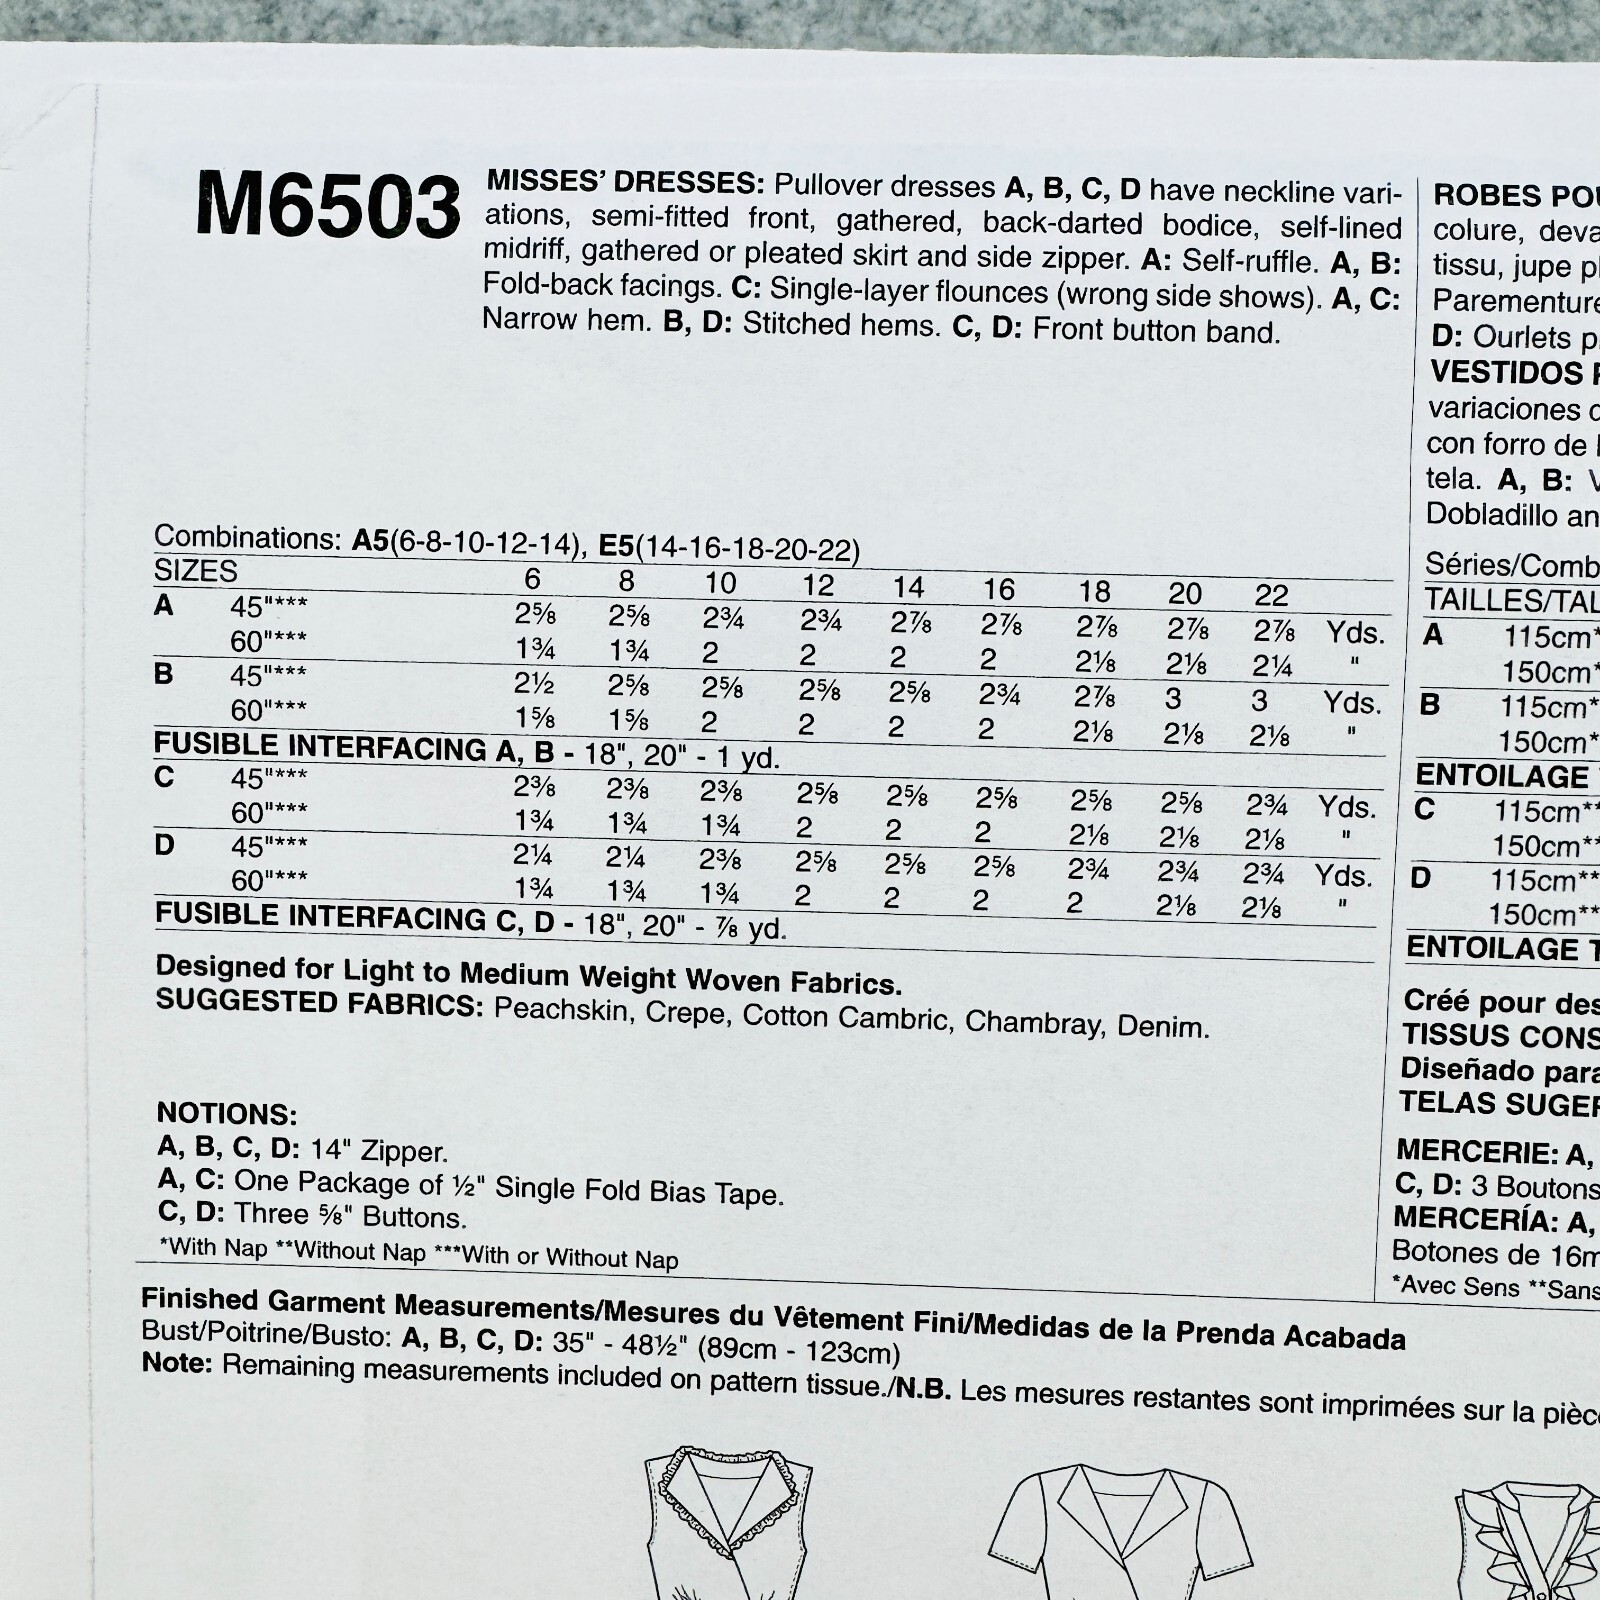 M6503
MISSES' DRESSES: Pullover dresses A, B, C, D have neckline vari-
ations, semi-fitted front, gathered, back-darted bodice, self-lined
midriff, gathered or pleated skirt and side zipper. A: Self-ruffle. A, B:
Fold-back facings. C: Single-layer flounces (wrong side shows). A, C:
Narrow hem. B, D: Stitched hems. C, D: Front button band.
Combinations: A5(6-8-10-12-14), E5(14-16-18-20-22)
SIZES 6 8 10 12 14 16 18 20 22
A 45"*** 2⅝ 2⅝ 2¾ 2¾ 2⅞ 2⅞ 2⅞ 2⅞ 2⅞ Yds.
60"*** 1¾ 1¾ 2 2 2 2 2⅛ 2⅛ 2¼ "
B 45"*** 2½ 2⅝ 2⅝ 2⅝ 2⅝ 2¾ 2⅞ 3 3 Yds.
60"*** 1⅝ 1⅝ 2 2 2 2 2⅛ 2⅛ 2⅛ "
FUSIBLE INTERFACING A, B - 18", 20" - 1 yd.
C 45"*** 2⅜ 2⅜ 2⅜ 2⅝ 2⅝ 2⅝ 2⅝ 2⅝ 2¾ Yds.
60"*** 1¾ 1¾ 1¾ 2 2 2 2⅛ 2⅛ 2⅛ "
D 45"*** 2¼ 2¼ 2⅜ 2⅝ 2⅝ 2⅝ 2¾ 2¾ 2¾ Yds.
60"*** 1¾ 1¾ 1¾ 2 2 2 2 2⅛ 2⅛ "
FUSIBLE INTERFACING C, D - 18", 20" - ⅞ yd.
Designed for Light to Medium Weight Woven Fabrics.
SUGGESTED FABRICS: Peachskin, Crepe, Cotton Cambric, Chambray, Denim.
NOTIONS:
A, B, C, D: 14" Zipper.
A, C: One Package of ½" Single Fold Bias Tape.
C, D: Three ⅝" Buttons.
*With Nap **Without Nap ***With or Without Nap
ROBES
colure,
tissu, jupe
D: Ourlets
VESTIDOS
variaciones
con forro de
tela. A, B:
Dobladillo
Séries/Comb
TAILLES/TAL
A 115cm*
150cm*
B 115cm*
150cm*
ENTOILAGE
C 115cm**
150cm**
D 115cm**
150cm**
ENTOILAGE
Créé pour
TISSUS
Diseñado para
TELAS
MERCERIE: A,
C, D: 3 Boutons
MERCERÍA: A,
Botones de 16m
*Avec Sens **Sans
Finished Garment Measurements/Mesures du Vêtement Fini/Medidas de la Prenda Acabada
Bust/Poitrine/Busto: A, B, C, D: 35" - 48½" (89cm - 123cm)
Note: Remaining measurements included on pattern tissue./N.B. Les mesures restantes sont imprimées sur la